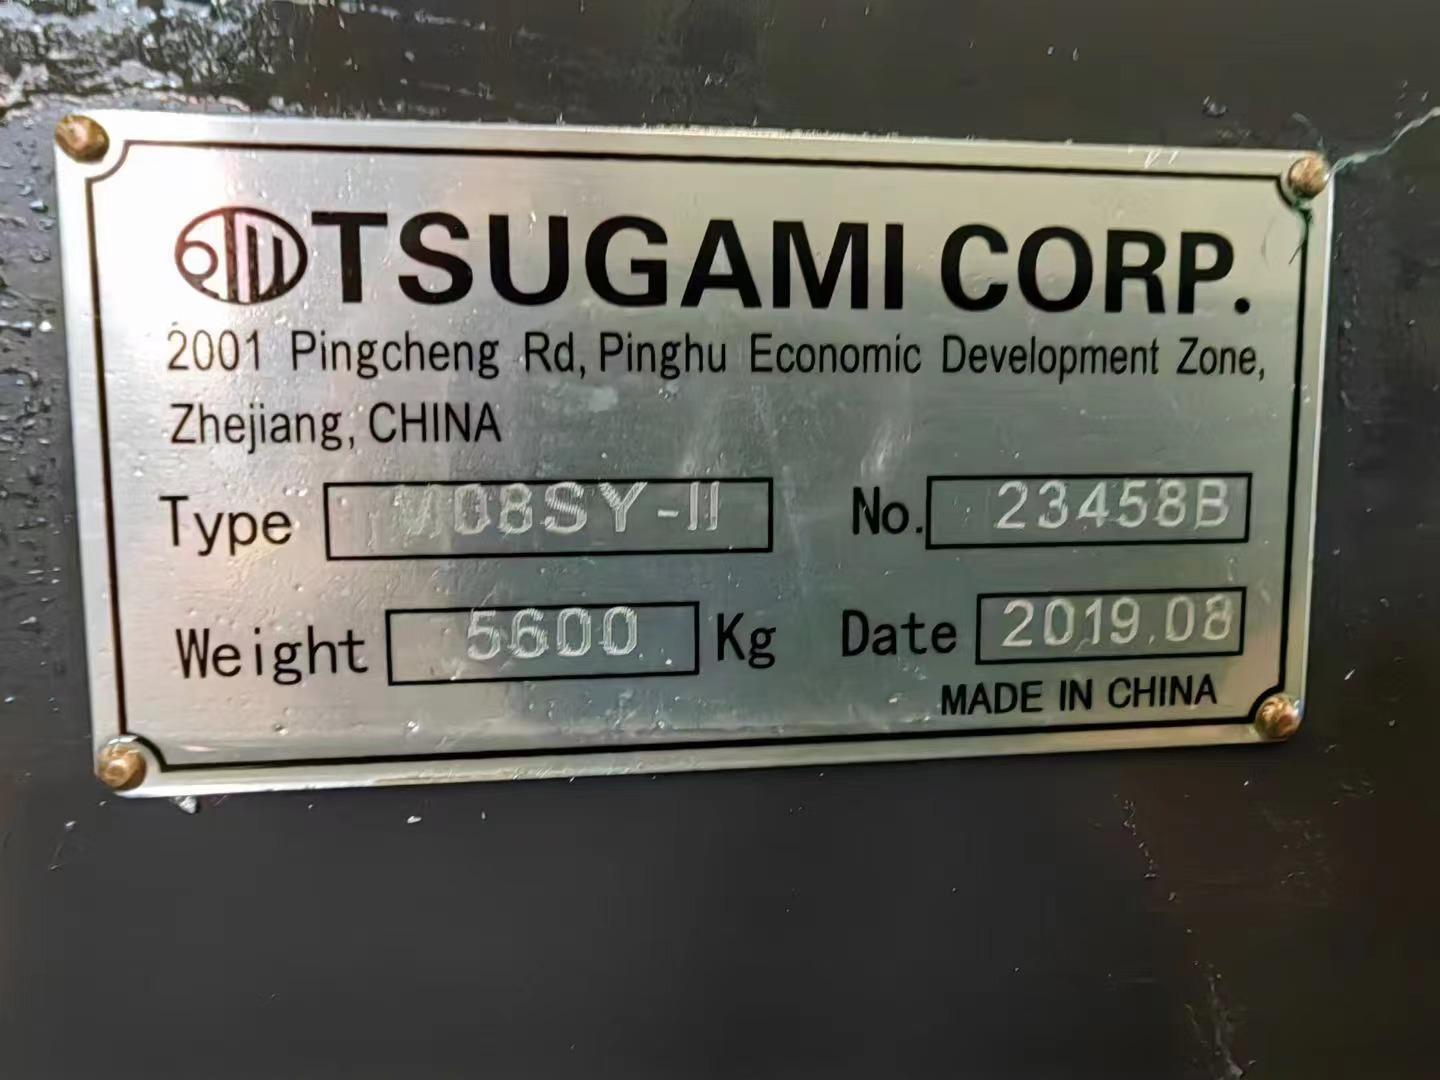 TSUGAMI CORP.
2001 Pingcheng Rd, Pinghu Economic Development Zone,
Zhejiang, CHINA
Type M08SY-II No. 23458B
Weight 5600 Kg Date 2019.08
MADE IN CHINA